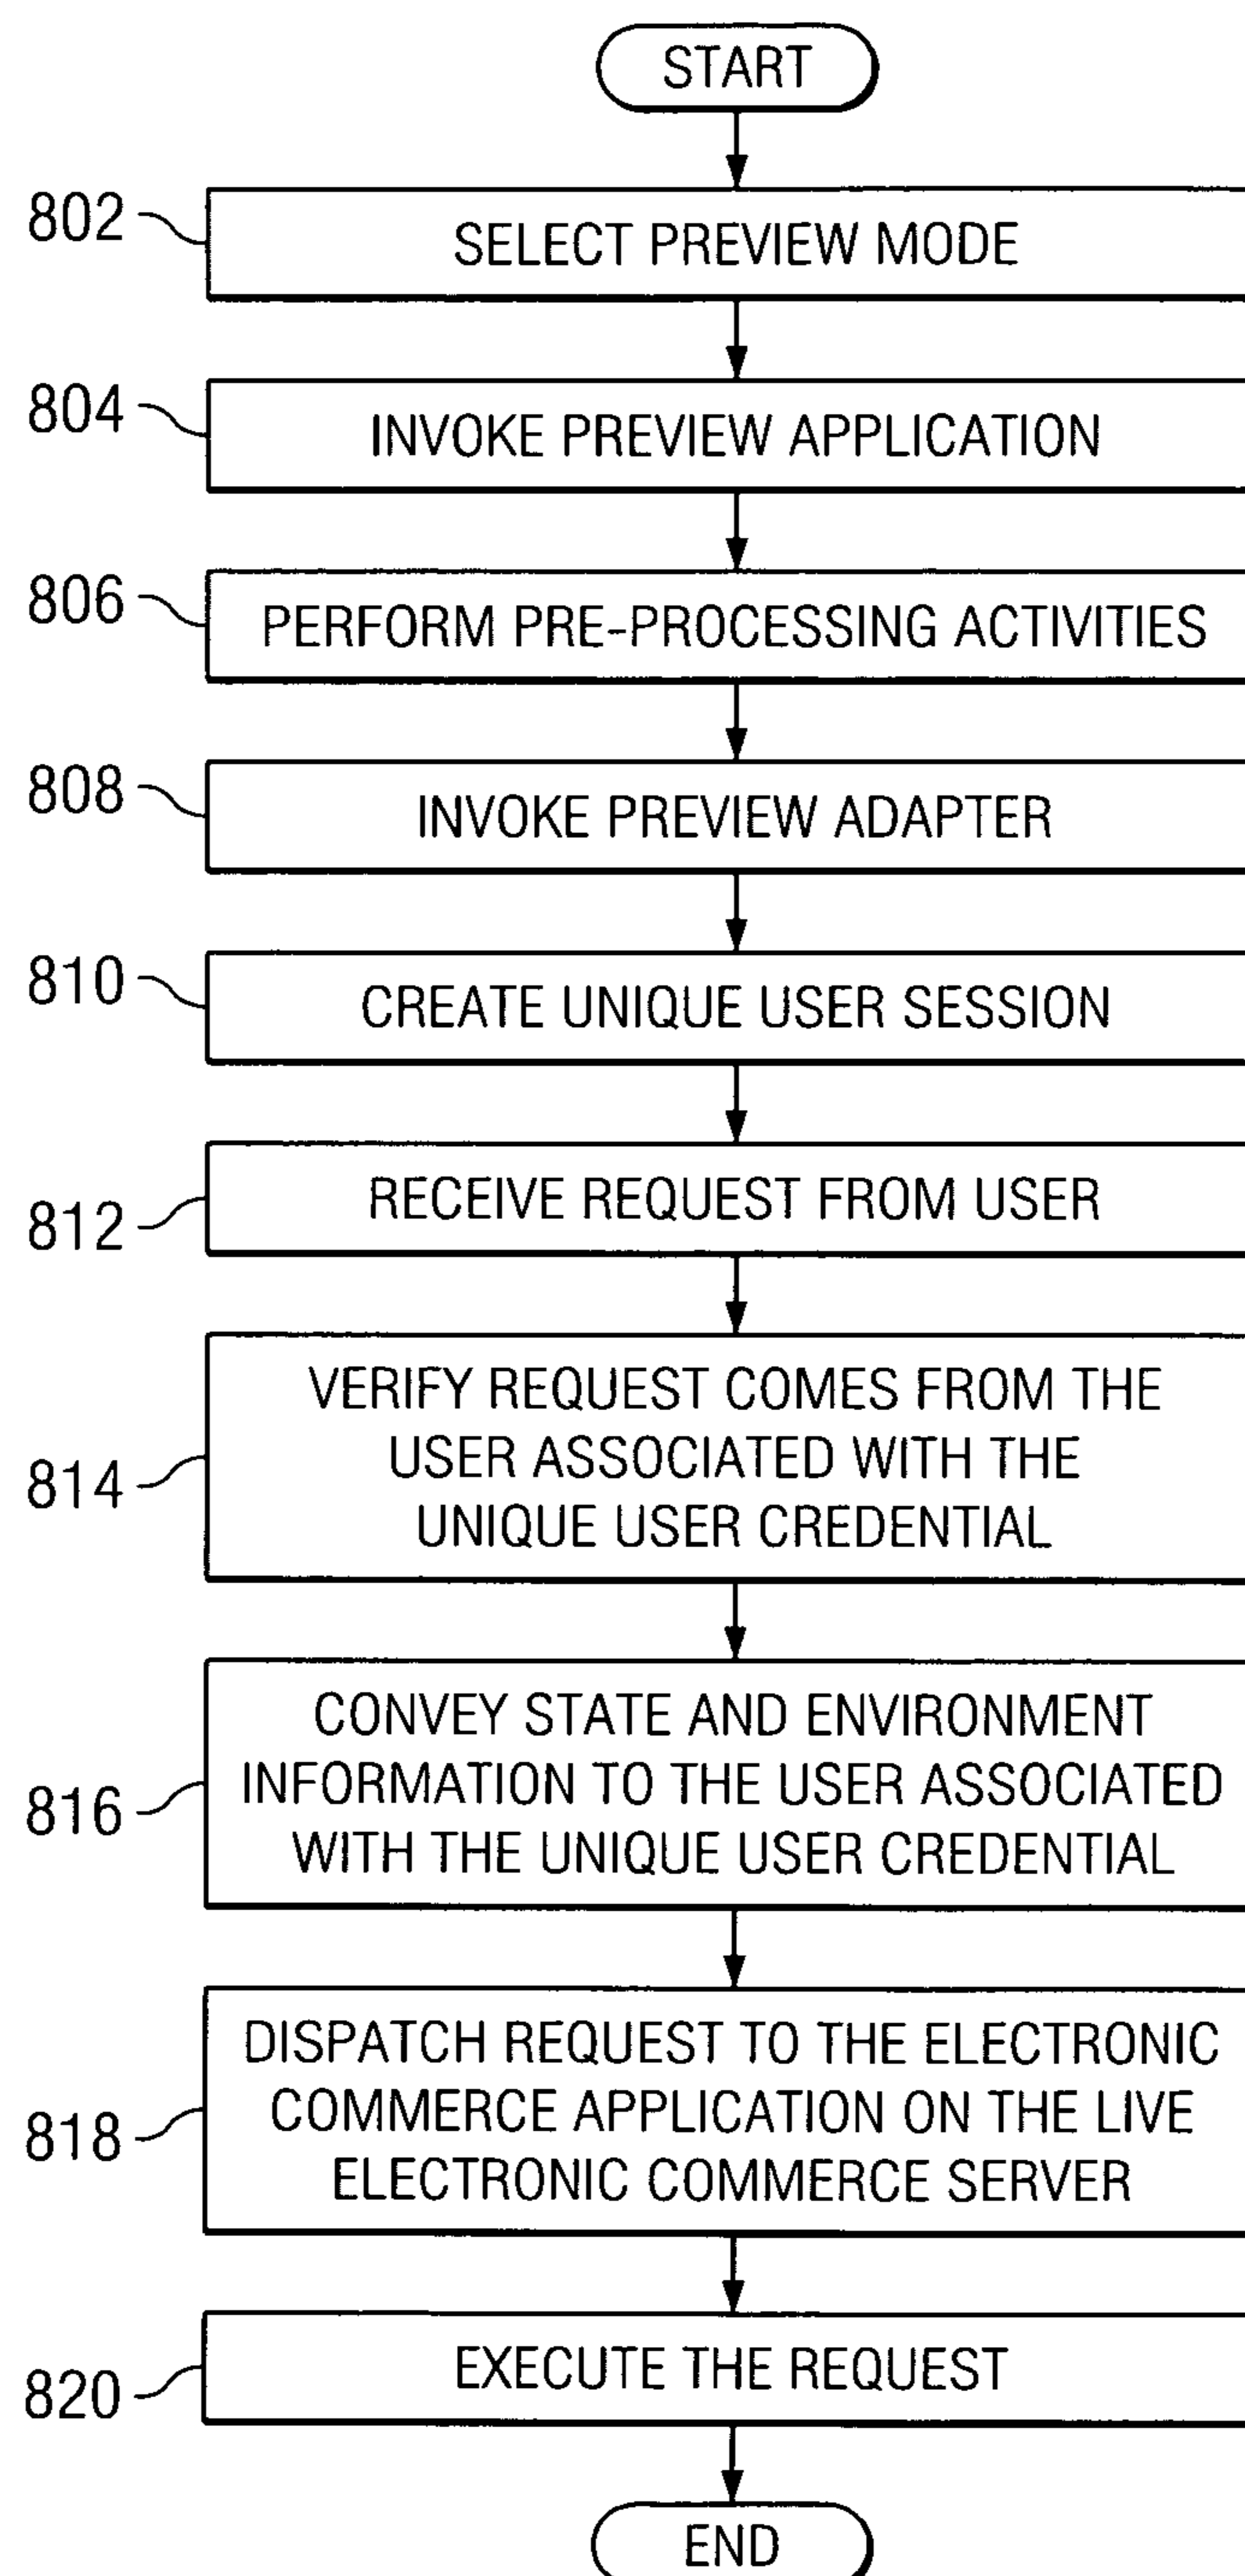 START
802
SELECT PREVIEW MODE
804
INVOKE PREVIEW APPLICATION
806
PERFORM PRE-PROCESSING ACTIVITIES
808
INVOKE PREVIEW ADAPTER
810
CREATE UNIQUE USER SESSION
812
RECEIVE REQUEST FROM USER
814
VERIFY REQUEST COMES FROM THE
USER ASSOCIATED WITH THE
UNIQUE USER CREDENTIAL
816
CONVEY STATE AND ENVIRONMENT
INFORMATION TO THE USER ASSOCIATED
WITH THE UNIQUE USER CREDENTIAL
818
DISPATCH REQUEST TO THE ELECTRONIC
COMMERCE APPLICATION ON THE LIVE
ELECTRONIC COMMERCE SERVER
820
EXECUTE THE REQUEST
END